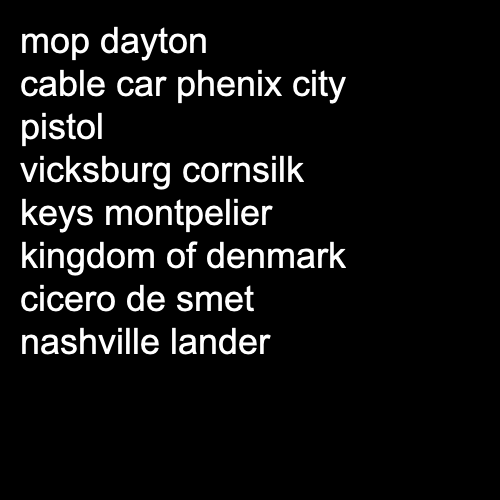 mop dayton
cable car phenix city
pistol
vicksburg cornsilk
keys montpelier
kingdom of denmark
cicero de smet
nashville lander